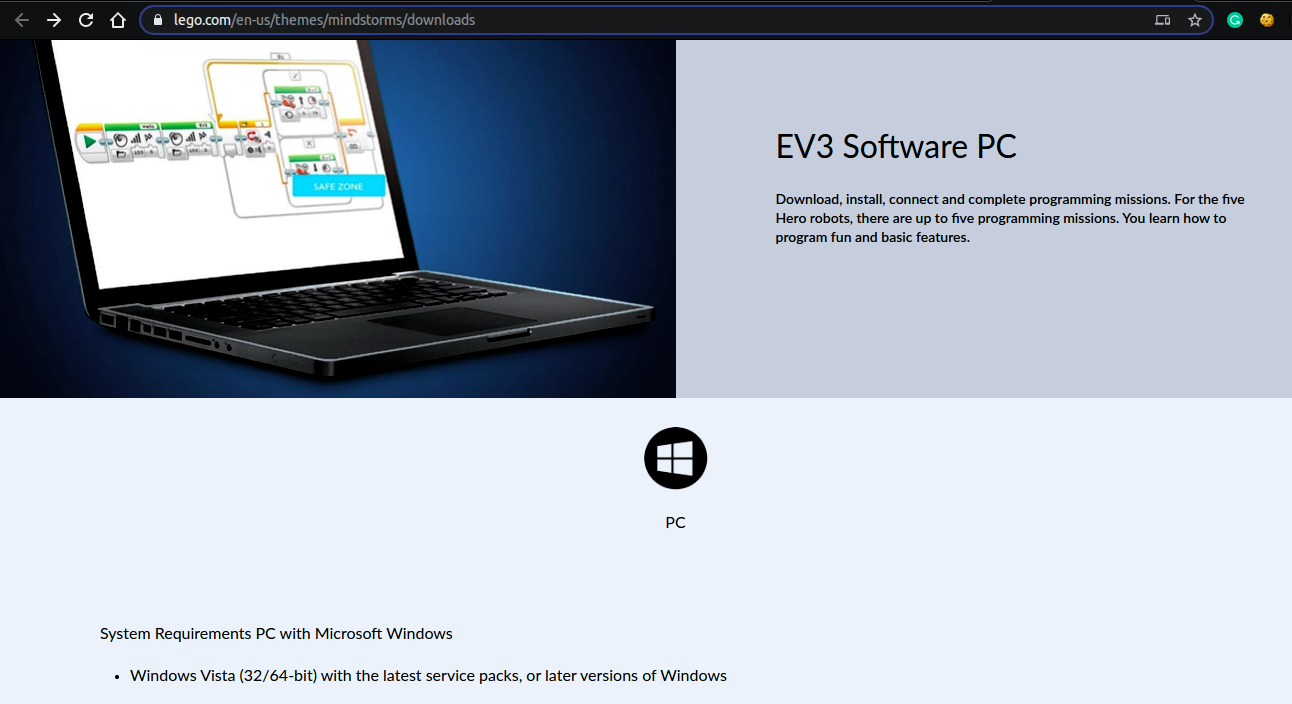 lego.com/en-us/themes/mindstorms/downloads
SAFE ZONE
EV3 Software PC
Download, install, connect and complete programming missions. For the five
Hero robots, there are up to five programming missions. You learn how to
program fun and basic features.
PC
System Requirements PC with Microsoft Windows
• Windows Vista (32/64-bit) with the latest service packs, or later versions of Windows